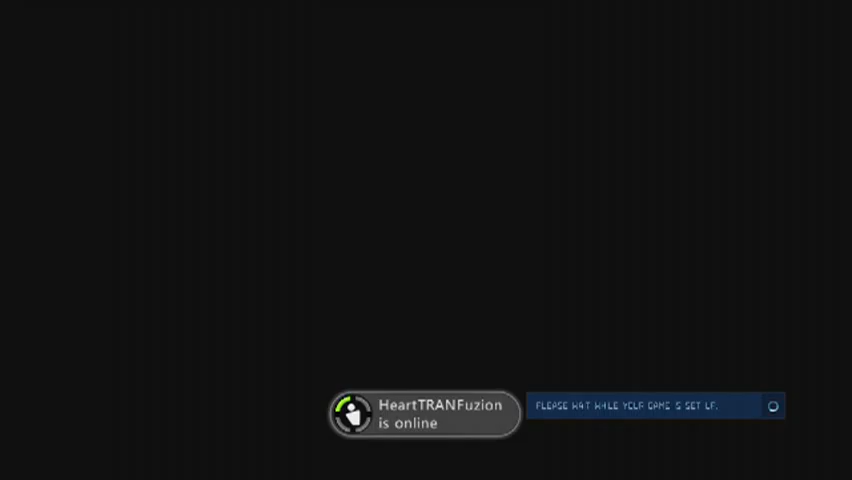 HeartTRANFuzion
is online
PLEASE WAIT WHILE YOUR GAME IS SET UP.